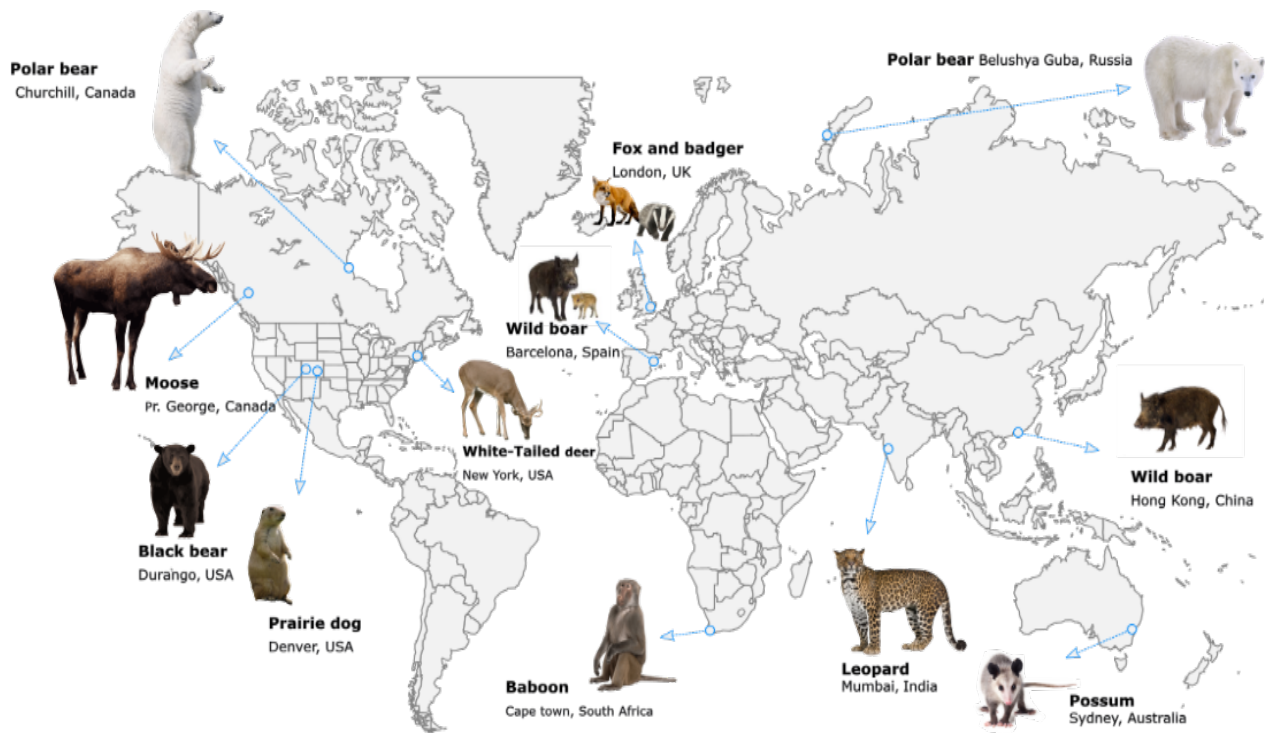 Polar bear
Churchill, Canada
Polar bear Belushya Guba, Russia
Fox and badger
London, UK
Wild boar
Barcelona, Spain
Moose
Pr. George, Canada
White-Tailed deer
New York, USA
Wild boar
Hong Kong, China
Black bear
Durango, USA
Prairie dog
Denver, USA
Baboon
Cape town, South Africa
Leopard
Mumbai, India
Possum
Sydney, Australia